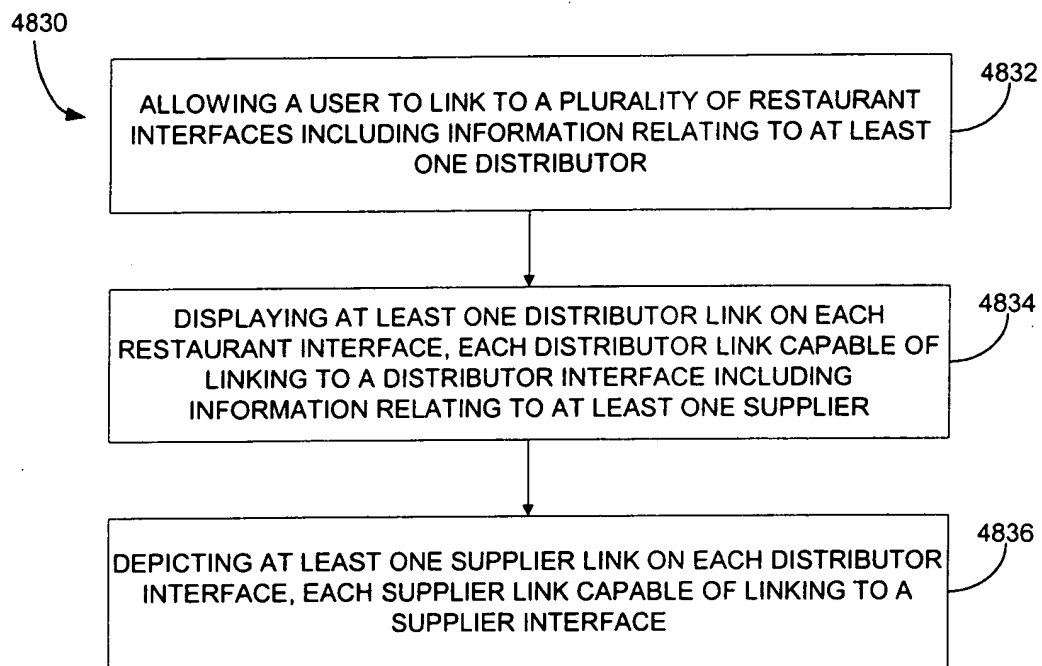 4830
4832
ALLOWING A USER TO LINK TO A PLURALITY OF RESTAURANT
INTERFACES INCLUDING INFORMATION RELATING TO AT LEAST
ONE DISTRIBUTOR
4834
DISPLAYING AT LEAST ONE DISTRIBUTOR LINK ON EACH
RESTAURANT INTERFACE, EACH DISTRIBUTOR LINK CAPABLE OF
LINKING TO A DISTRIBUTOR INTERFACE INCLUDING
INFORMATION RELATING TO AT LEAST ONE SUPPLIER
4836
DEPICTING AT LEAST ONE SUPPLIER LINK ON EACH DISTRIBUTOR
INTERFACE, EACH SUPPLIER LINK CAPABLE OF LINKING TO A
SUPPLIER INTERFACE